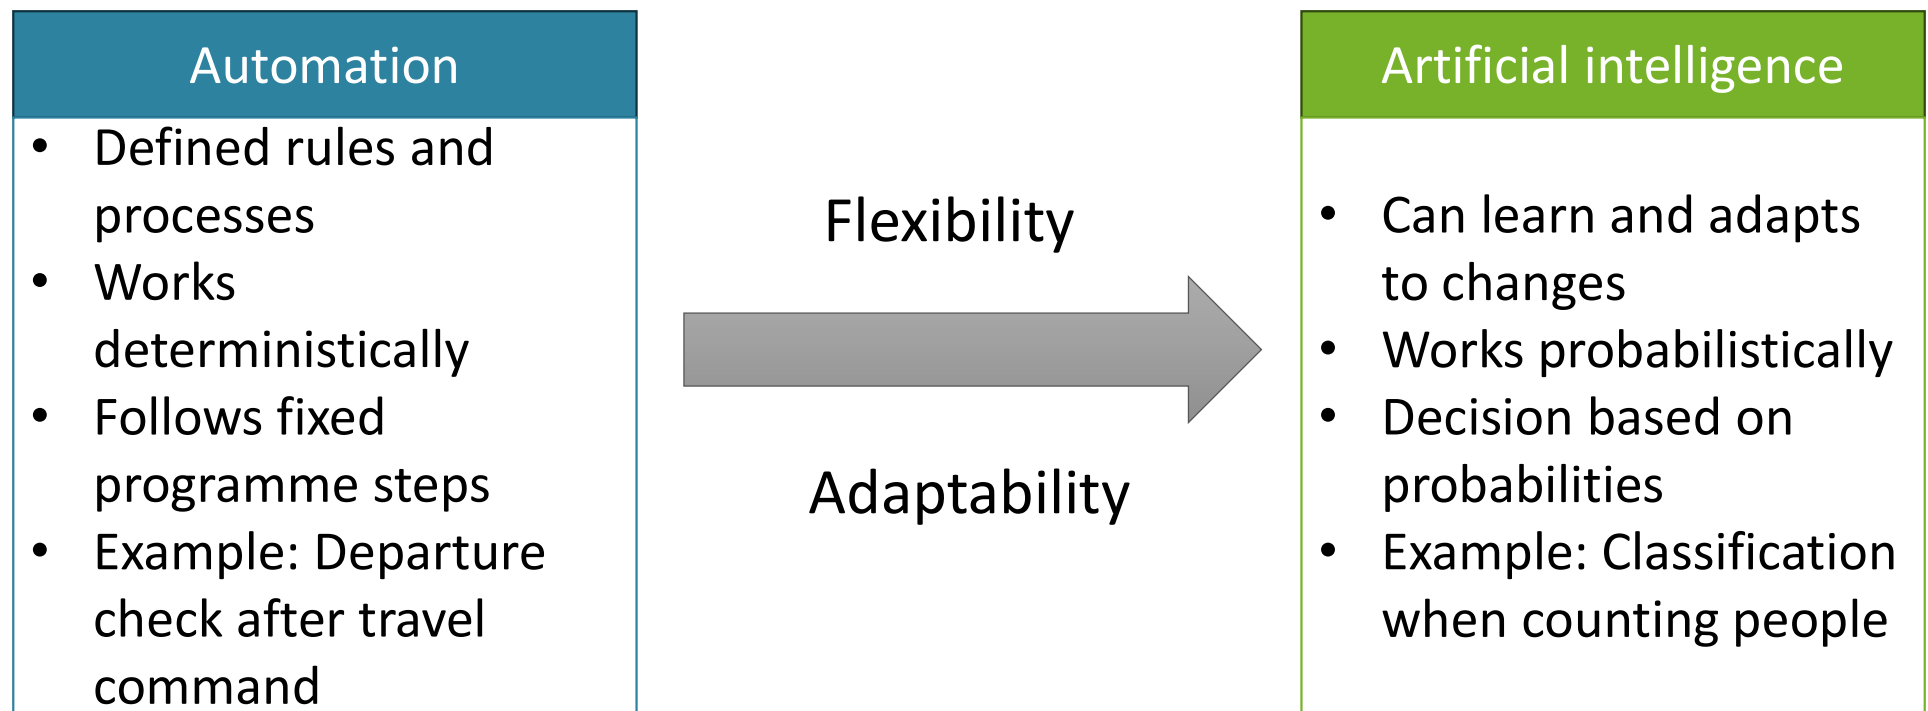 Automation
• Defined rules and
processes
• Works
deterministically
• Follows fixed
programme steps
• Example: Departure
check after travel
command
Flexibility
Adaptability
Artificial intelligence
• Can learn and adapts
to changes
• Works probabilistically
• Decision based on
probabilities
• Example: Classification
when counting people